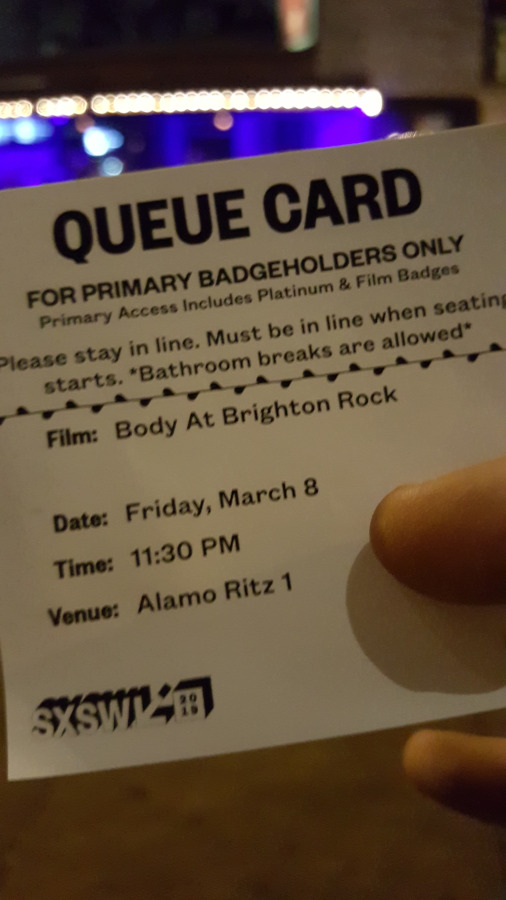 QUEUE CARD
FOR PRIMARY BADGEHOLDERS ONLY
Primary Access Includes Platinum & Film Badges
Please stay in line. Must be in line when seating
starts. *Bathroom breaks are allowed*
Film: Body At Brighton Rock
Date: Friday, March 8
Time: 11:30 PM
Venue: Alamo Ritz 1
SXSW
2019